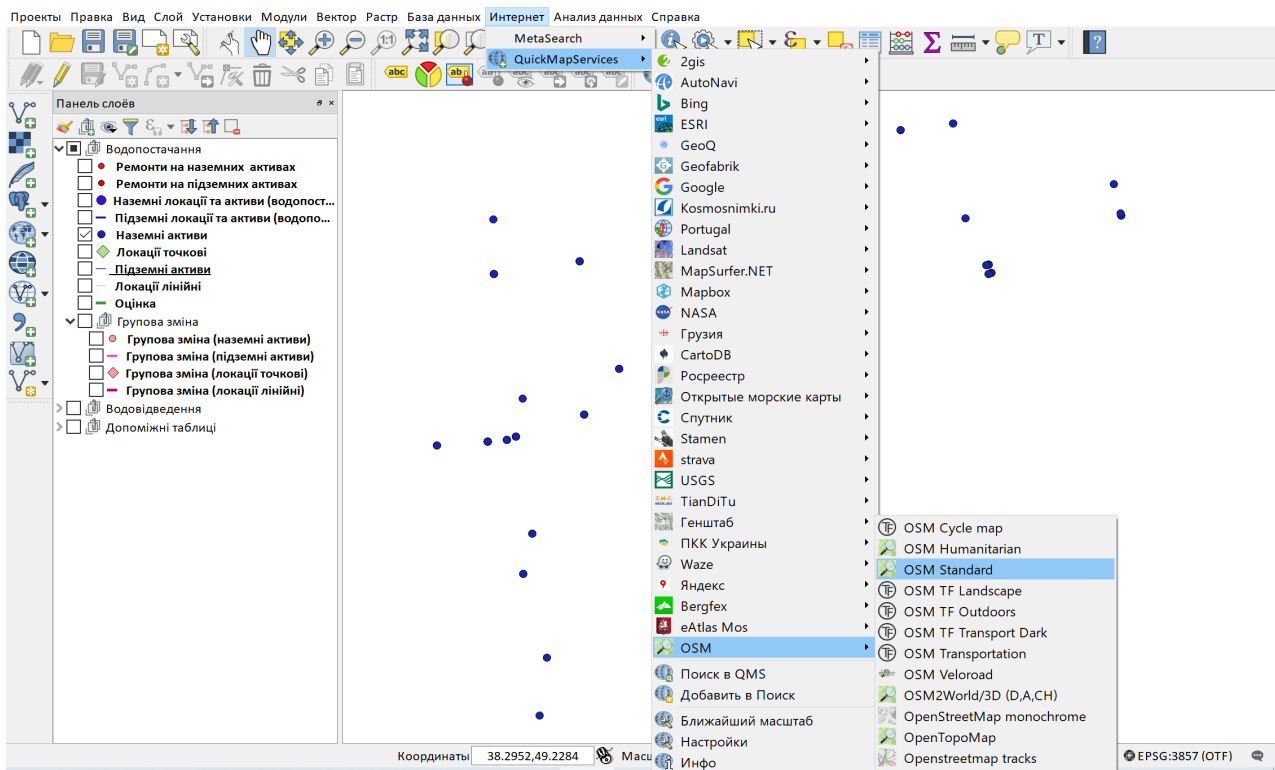 Проекты Правка Вид Слой Установки Модули Вектор Растр База данных Интернет Анализ данных Справка
MetaSearch
QuickMapServices
1:1
T
?
abc
ab
Панель слоёв
Водопостачання
Ремонти на наземних активах
Ремонти на підземних активах
Наземні локації та активи (водопост...
Підземні локації та активи (водопо...
Наземні активи
Локації точкові
Підземні активи
Локації лінійні
Оцінка
Групова зміна
Групова зміна (наземні активи)
Групова зміна (підземні активи)
Групова зміна (локації точкові)
Групова зміна (локації лінійні)
Водовідведення
Допоміжні таблиці
2gis
AutoNavi
Bing
esri
ESRI
GeoQ
Geofabrik
Google
Kosmosnimki.ru
Portugal
Landsat
MapSurfer.NET
Mapbox
NASA
Грузия
CartoDB
Росреестр
Открытые морские карты
Спутник
Stamen
strava
USGS
TianDiTu
Генштаб
ПКК Украины
Waze
Яндекс
Bergfex
eAtlas Mos
OSM
Поиск в QMS
Добавить в Поиск
Ближайший масштаб
Настройки
Инфо
OSM Cycle map
OSM Humanitarian
OSM Standard
OSM TF Landscape
OSM TF Outdoors
OSM TF Transport Dark
OSM Transportation
OSM Veloroad
OSM2World/3D (D,A,CH)
OpenStreetMap monochrome
OpenTopoMap
Openstreetmap tracks
Координаты 38.2952,49.2284 Масш
EPSG:3857 (OTF)